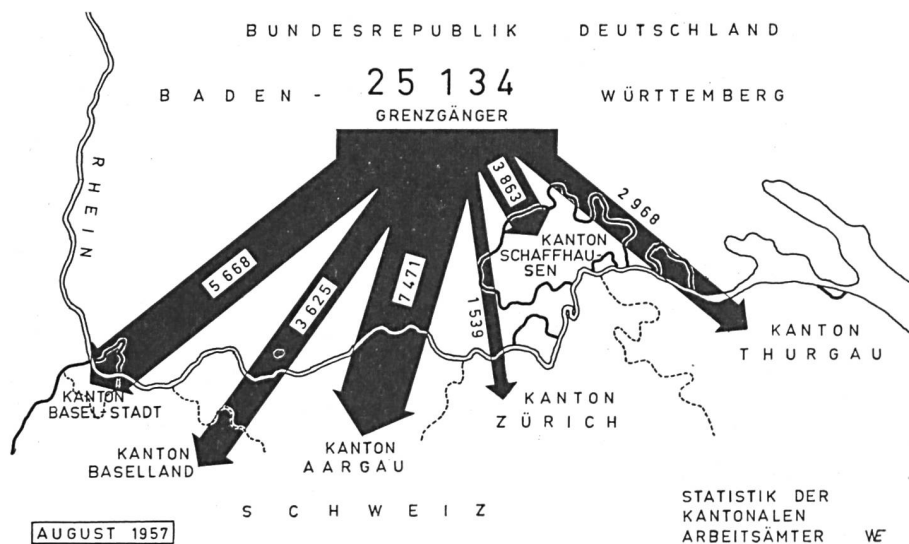 BUNDESREPUBLIK DEUTSCHLAND
25 134
BADEN- WÜRTTEMBERG
GRENZGÄNGER
RHEIN
3 863
2 968
5 668
3 625
7 471
1 539
KANTON
SCHAFFHAU-
SEN
KANTON
THURGAU
KANTON
BASEL-STADT
KANTON
ZÜRICH
KANTON
BASELLAND
KANTON
AARGAU
SCHWEIZ
AUGUST 1957
STATISTIK DER
KANTONALEN
ARBEITSÄMTER WE